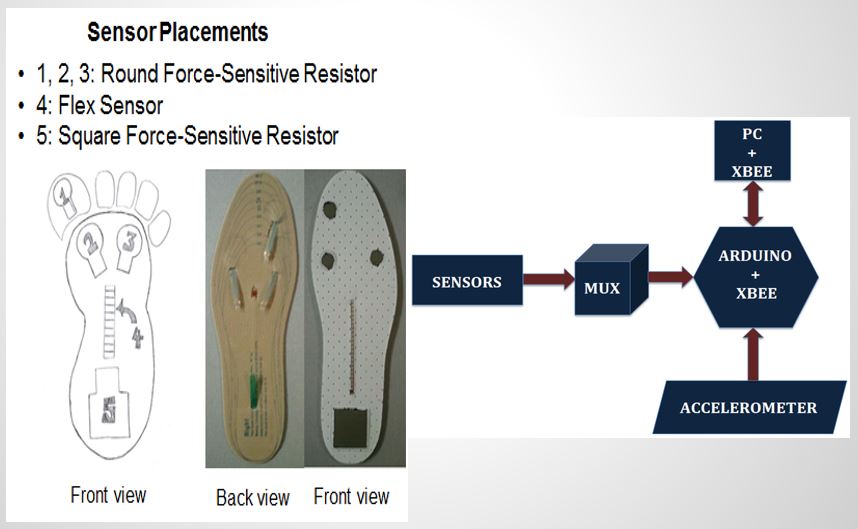 Sensor Placements
• 1, 2, 3: Round Force-Sensitive Resistor
• 4: Flex Sensor
• 5: Square Force-Sensitive Resistor
1
2
3
4
5
Front view
Back view
Front view
Right
SENSORS
MUX
PC
+
XBEE
ARDUINO
+
XBEE
ACCELEROMETER